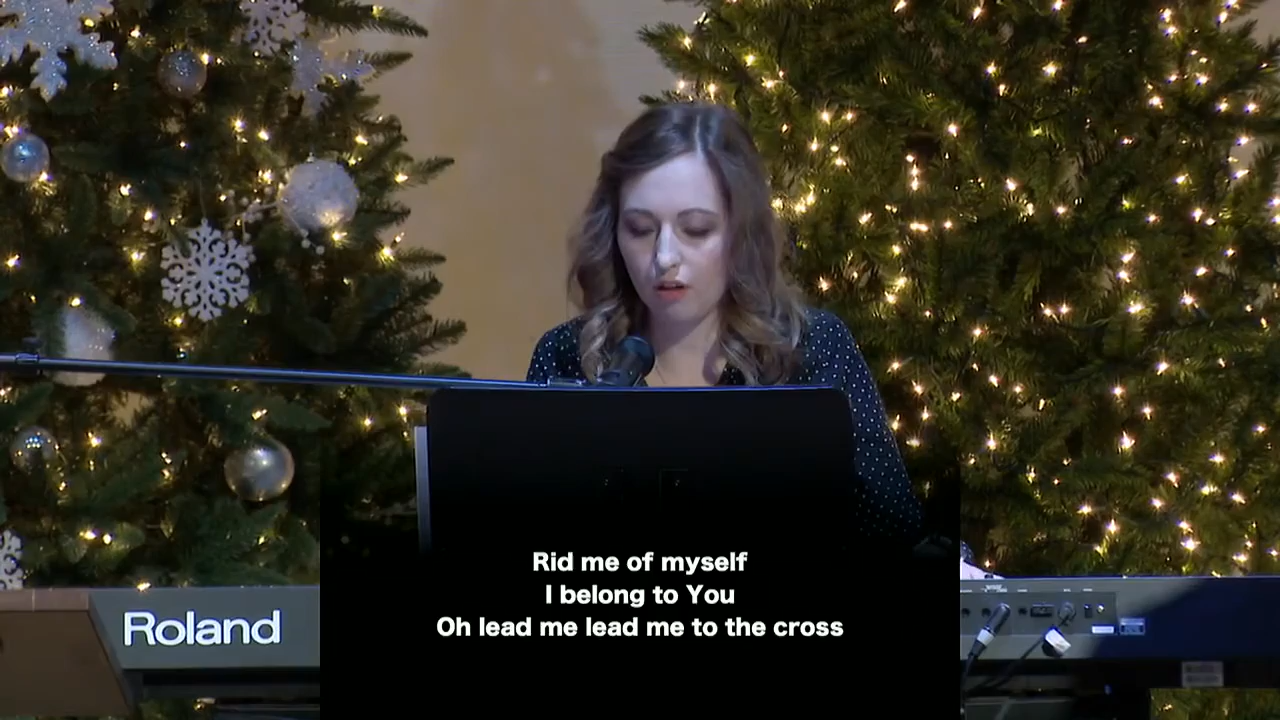 Roland
Rid me of myself
I belong to You
Oh lead me lead me to the cross